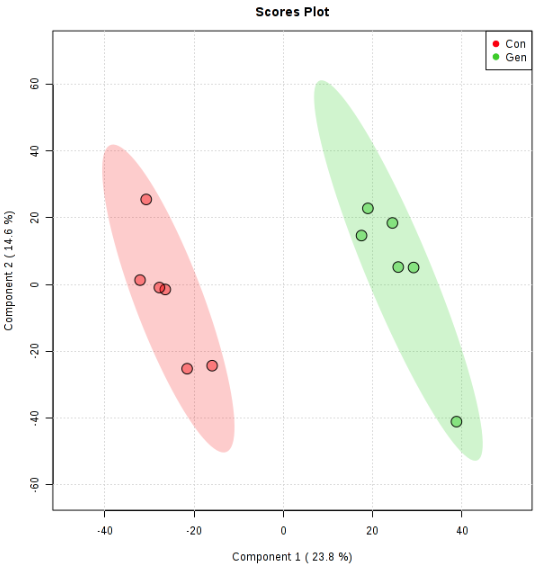 Scores Plot
Con
Gen
60
40
20
0
-20
-40
-60
Component 2 ( 14.6 %)
-40
-20
0
20
40
Component 1 ( 23.8 %)